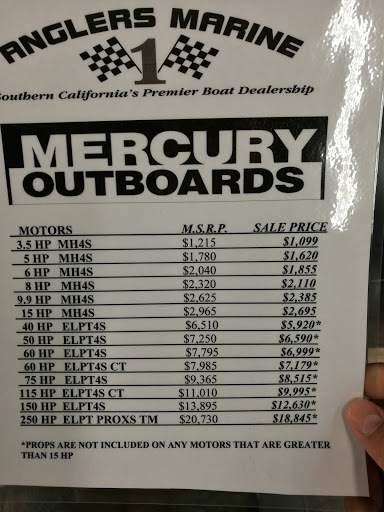 ANGLERS MARINE
1
Southern California's Premier Boat Dealership
MERCURY
OUTBOARDS
MOTORS M.S.R.P. SALE PRICE
3.5 HP MH4S $1,215 $1,099
5 HP MH4S $1,780 $1,620
6 HP MH4S $2,040 $1,855
8 HP MH4S $2,320 $2,110
9.9 HP MH4S $2,625 $2,385
15 HP MH4S $2,965 $2,695
40 HP ELPT4S $6,510 $5,920*
50 HP ELPT4S $7,250 $6,590*
60 HP ELPT4S $7,795 $6,999*
60 HP ELPT4S CT $7,985 $7,179*
75 HP ELPT4S $9,365 $8,515*
115 HP ELPT4S CT $11,010 $9,995*
150 HP ELPT4S $13,895 $12,630*
250 HP ELPT PROXS TM $20,730 $18,845*
*PROPS ARE NOT INCLUDED ON ANY MOTORS THAT ARE GREATER
THAN 15 HP